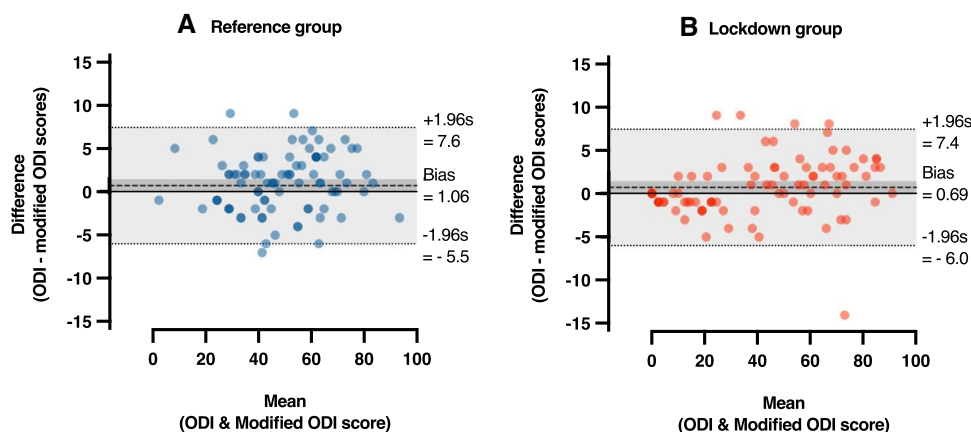 A Reference group
15
10
5
0
-5
-10
-15
Difference
(ODI - modified ODI scores)
+1.96s
= 7.6
Bias
= 1.06
-1.96s
= - 5.5
0 20 40 60 80 100
Mean
(ODI & Modified ODI score)
B Lockdown group
15
10
5
0
-5
-10
-15
Difference
(ODI - modified ODI scores)
+1.96s
= 7.4
Bias
= 0.69
-1.96s
= - 6.0
0 20 40 60 80 100
Mean
(ODI & Modified ODI score)